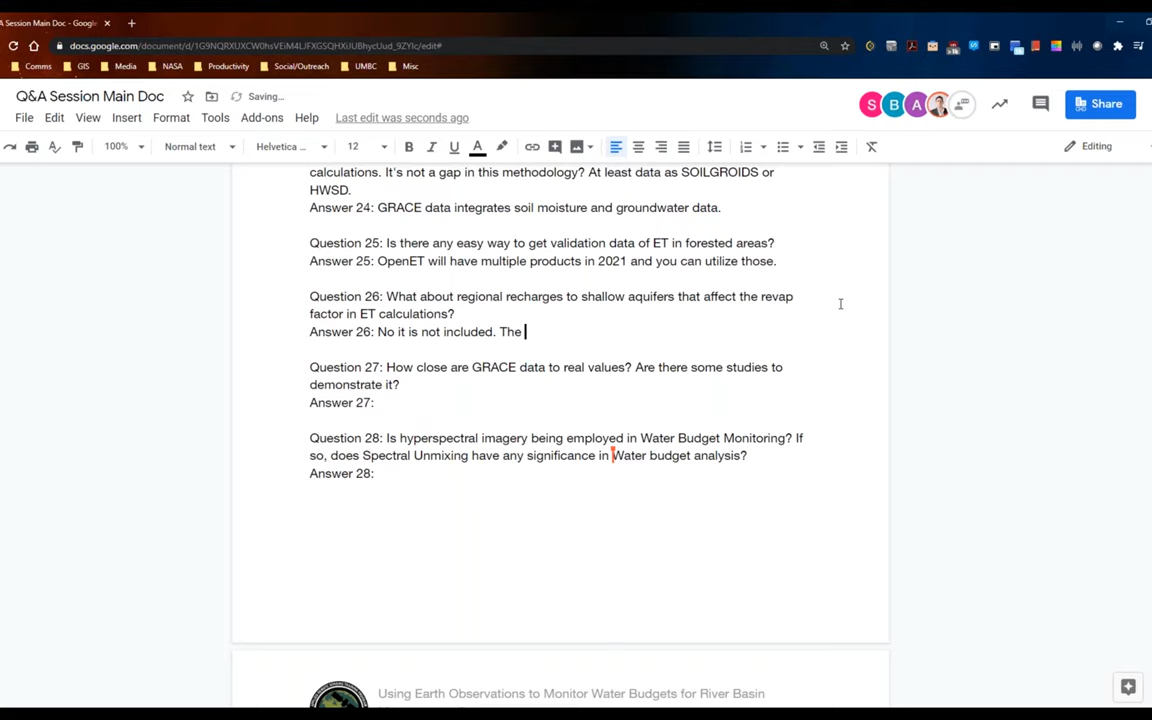 A Session Main Doc - Google
docs.google.com/document/d/
Comms GIS Media NASA Productivity Social/Outreach UMBC Misc
Q&A Session Main Doc Saving...
S B A Share
File Edit View Insert Format Tools Add-ons Help Last edit was seconds ago
100% Normal text Helvetica ... 12 B I U A Editing
calculations. It's not a gap in this methodology? At least data as SOILGROIDS or
HWSD.
Answer 24: GRACE data integrates soil moisture and groundwater data.
Question 25: Is there any easy way to get validation data of ET in forested areas?
Answer 25: OpenET will have multiple products in 2021 and you can utilize those.
Question 26: What about regional recharges to shallow aquifers that affect the revap
factor in ET calculations?
Answer 26: No it is not included. The
Question 27: How close are GRACE data to real values? Are there some studies to
demonstrate it?
Answer 27:
Question 28: Is hyperspectral imagery being employed in Water Budget Monitoring? If
so, does Spectral Unmixing have any significance in Water budget analysis?
Answer 28:
Using Earth Observations to Monitor Water Budgets for River Basin